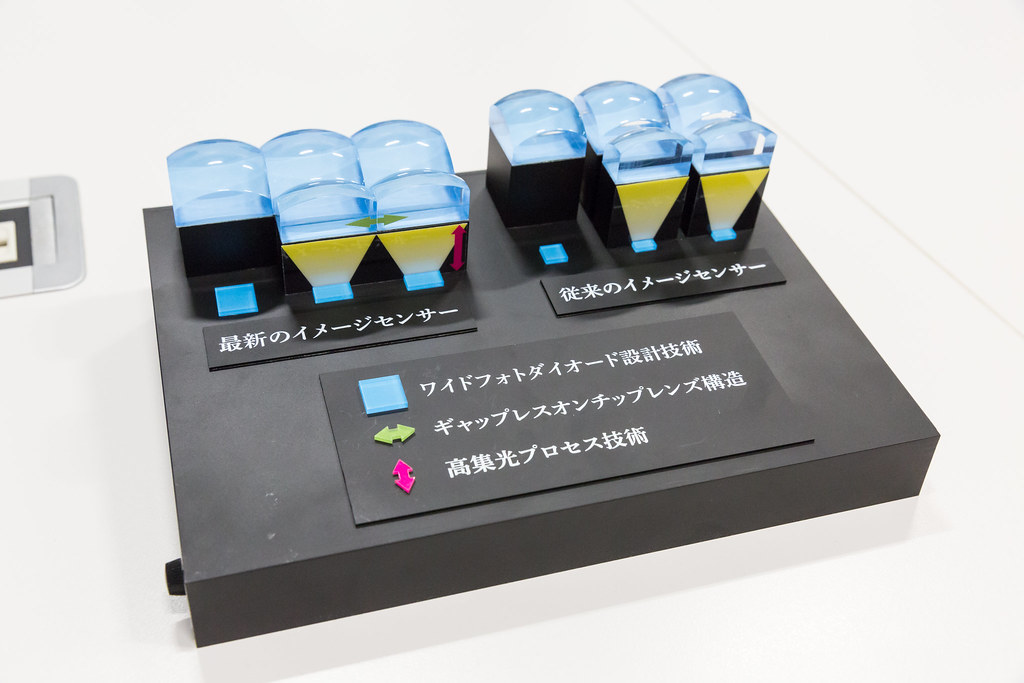 最新のイメージセンサー
従来のイメージセンサー
ワイドフォトダイオード設計技術
ギャップレスオンチップレンズ構造
高集光プロセス技術